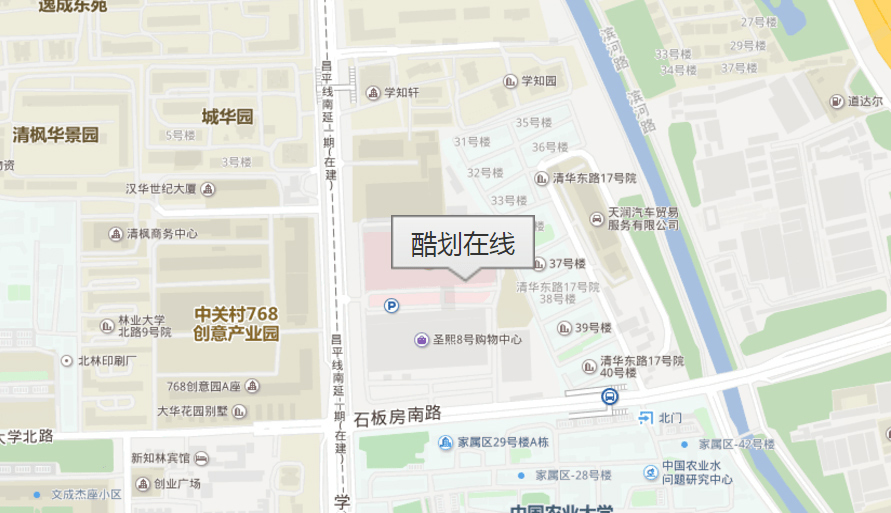 逸成东苑
滨河路
27号楼
29号楼
33号楼
34号楼
37号楼
学知园
学知轩
道达尔
滨河路
城华园
清枫华景园
5号楼
3号楼
35号楼
31号楼
36号楼
32号楼
33号楼
昌平线南延一期(在建)
物资
汉华世纪大厦
清华东路17号院
天润汽车贸易
服务有限公司
清枫商务中心
酷划在线
号楼
37号楼
清华东路17号院
38号楼
P
中关村768
创意产业园
林业大学
北路9号院
39号楼
圣熙8号购物中心
北林印刷厂
清华东路17号院
40号楼
768创意园A座
昌平线南延一期(在建)
大华花园别墅
石板房南路
北门
大学北路
家属区29号楼A栋
家属区-42号楼
新知林宾馆
中国农业水
问题研究中心
家属区-28号楼
创业广场
文成杰座小区
学
中国农业大学